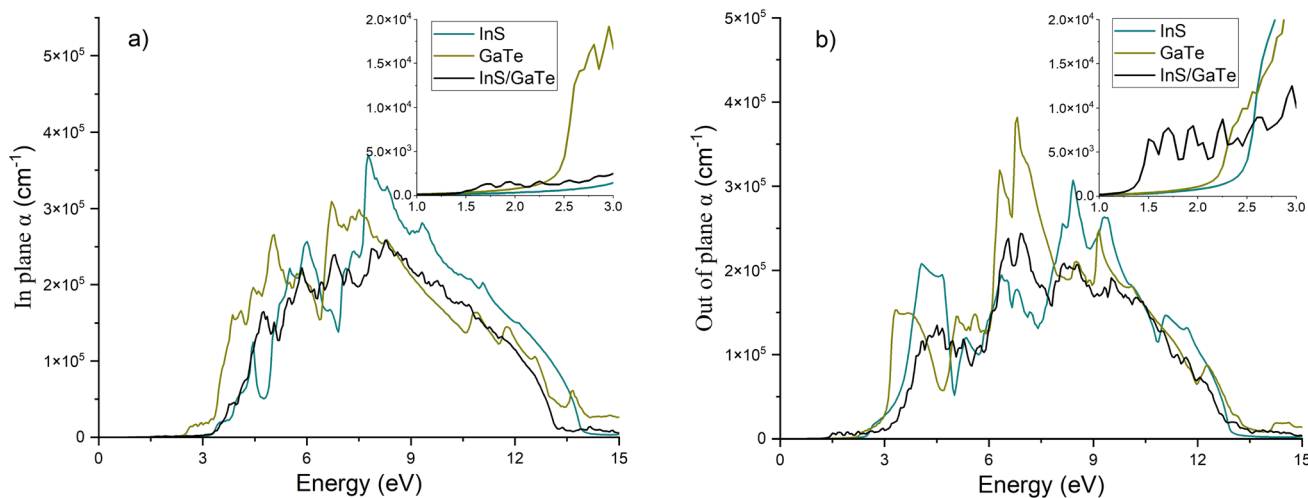 a)
In plane α (cm⁻¹)
5×10⁵
4×10⁵
3×10⁵
2×10⁵
1×10⁵
0
0 3 6 9 12 15
Energy (eV)
InS
GaTe
InS/GaTe
2.0×10⁴
1.5×10⁴
1.0×10⁴
5.0×10³
0.0
1.0 1.5 2.0 2.5 3.0
b)
Out of plane α (cm⁻¹)
5×10⁵
4×10⁵
3×10⁵
2×10⁵
1×10⁵
0
0 3 6 9 12 15
Energy (eV)
InS
GaTe
InS/GaTe
2.0×10⁴
1.5×10⁴
1.0×10⁴
5.0×10³
0.0
1.0 1.5 2.0 2.5 3.0